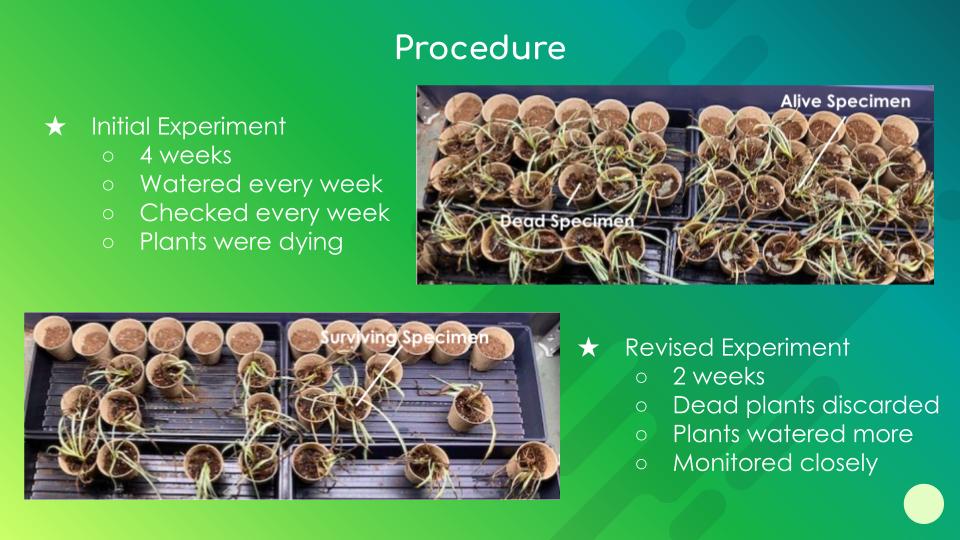 Procedure
★ Initial Experiment
○ 4 weeks
○ Watered every week
○ Checked every week
○ Plants were dying
Alive Specimen
Dead Specimen
Surviving Specimen
★ Revised Experiment
○ 2 weeks
○ Dead plants discarded
○ Plants watered more
○ Monitored closely